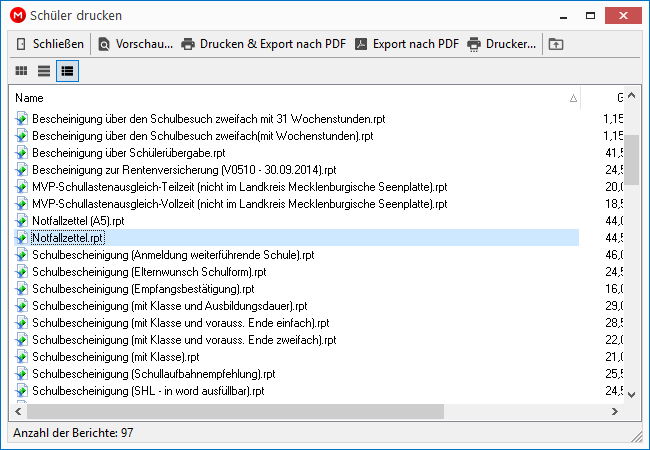 M Schüler drucken
Schließen Vorschau... Drucken & Export nach PDF Export nach PDF Drucker...
Name G
Bescheinigung über den Schulbesuch zweifach mit 31 Wochenstunden.rpt 1,15
Bescheinigung über den Schulbesuch zweifach(mit Wochenstunden).rpt 1,15
Bescheinigung über Schülerübergabe.rpt 41,5
Bescheinigung zur Rentenversicherung (V0510 - 30.09.2014).rpt 24,5
MVP-Schullastenausgleich-Teilzeit (nicht im Landkreis Mecklenburgische Seenplatte).rpt 20,0
MVP-Schullastenausgleich-Vollzeit (nicht im Landkreis Mecklenburgische Seenplatte).rpt 18,5
Notfallzettel (A5).rpt 44,0
Notfallzettel.rpt 44,5
Schulbescheinigung (Anmeldung weiterführende Schule).rpt 46,0
Schulbescheinigung (Elternwunsch Schulform).rpt 24,5
Schulbescheinigung (Empfangsbestätigung).rpt 16,0
Schulbescheinigung (mit Klasse und Ausbildungsdauer).rpt 29,0
Schulbescheinigung (mit Klasse und vorauss. Ende einfach).rpt 28,5
Schulbescheinigung (mit Klasse und vorauss. Ende zweifach).rpt 22,0
Schulbescheinigung (mit Klasse).rpt 21,0
Schulbescheinigung (Schullaufbahnempfehlung).rpt 25,5
Schulbescheinigung (SHL - in word ausfüllbar).rpt 24,5
Anzahl der Berichte: 97